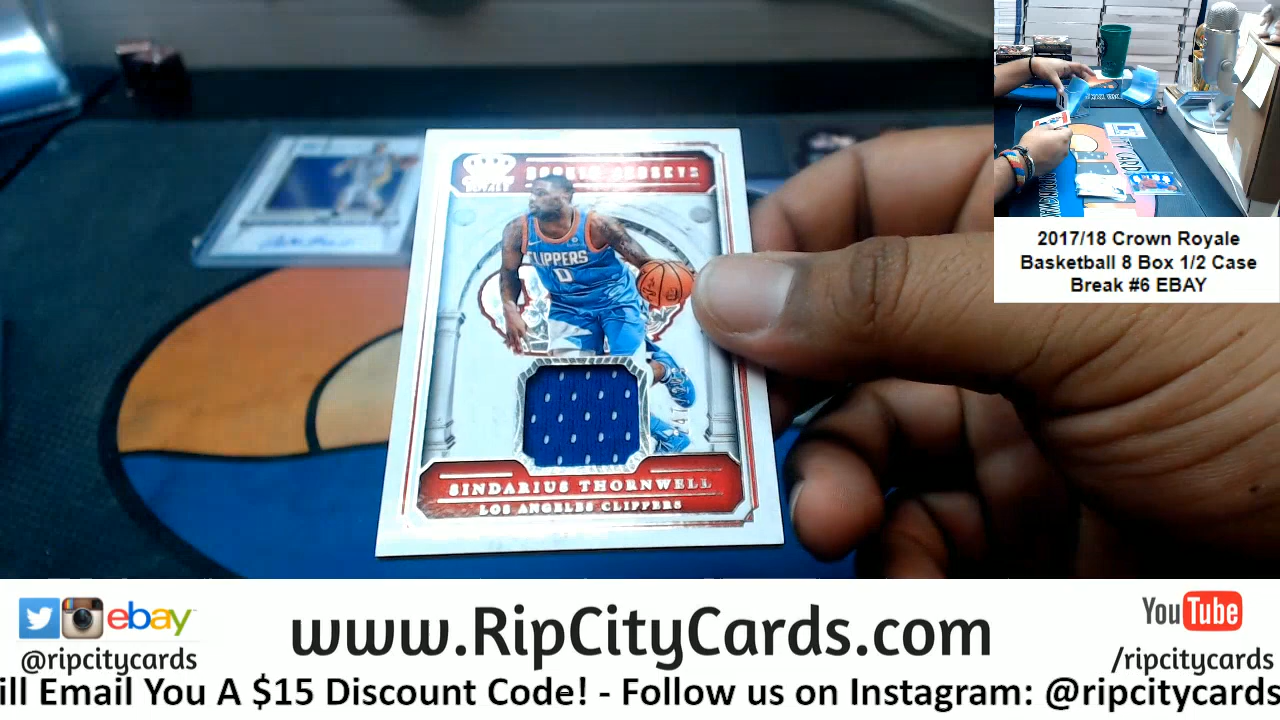 CROWN
ROYALE
ROOKIE JERSEYS
CLIPPERS
0
SINDARIUS THORNWELL
LOS ANGELES CLIPPERS
2017/18 Crown Royale
Basketball 8 Box 1/2 Case
Break #6 EBAY
ebay
@ripcitycards
www.RipCityCards.com
YouTube
/ripcitycards
ill Email You A $15 Discount Code! - Follow us on Instagram: @ripcitycards